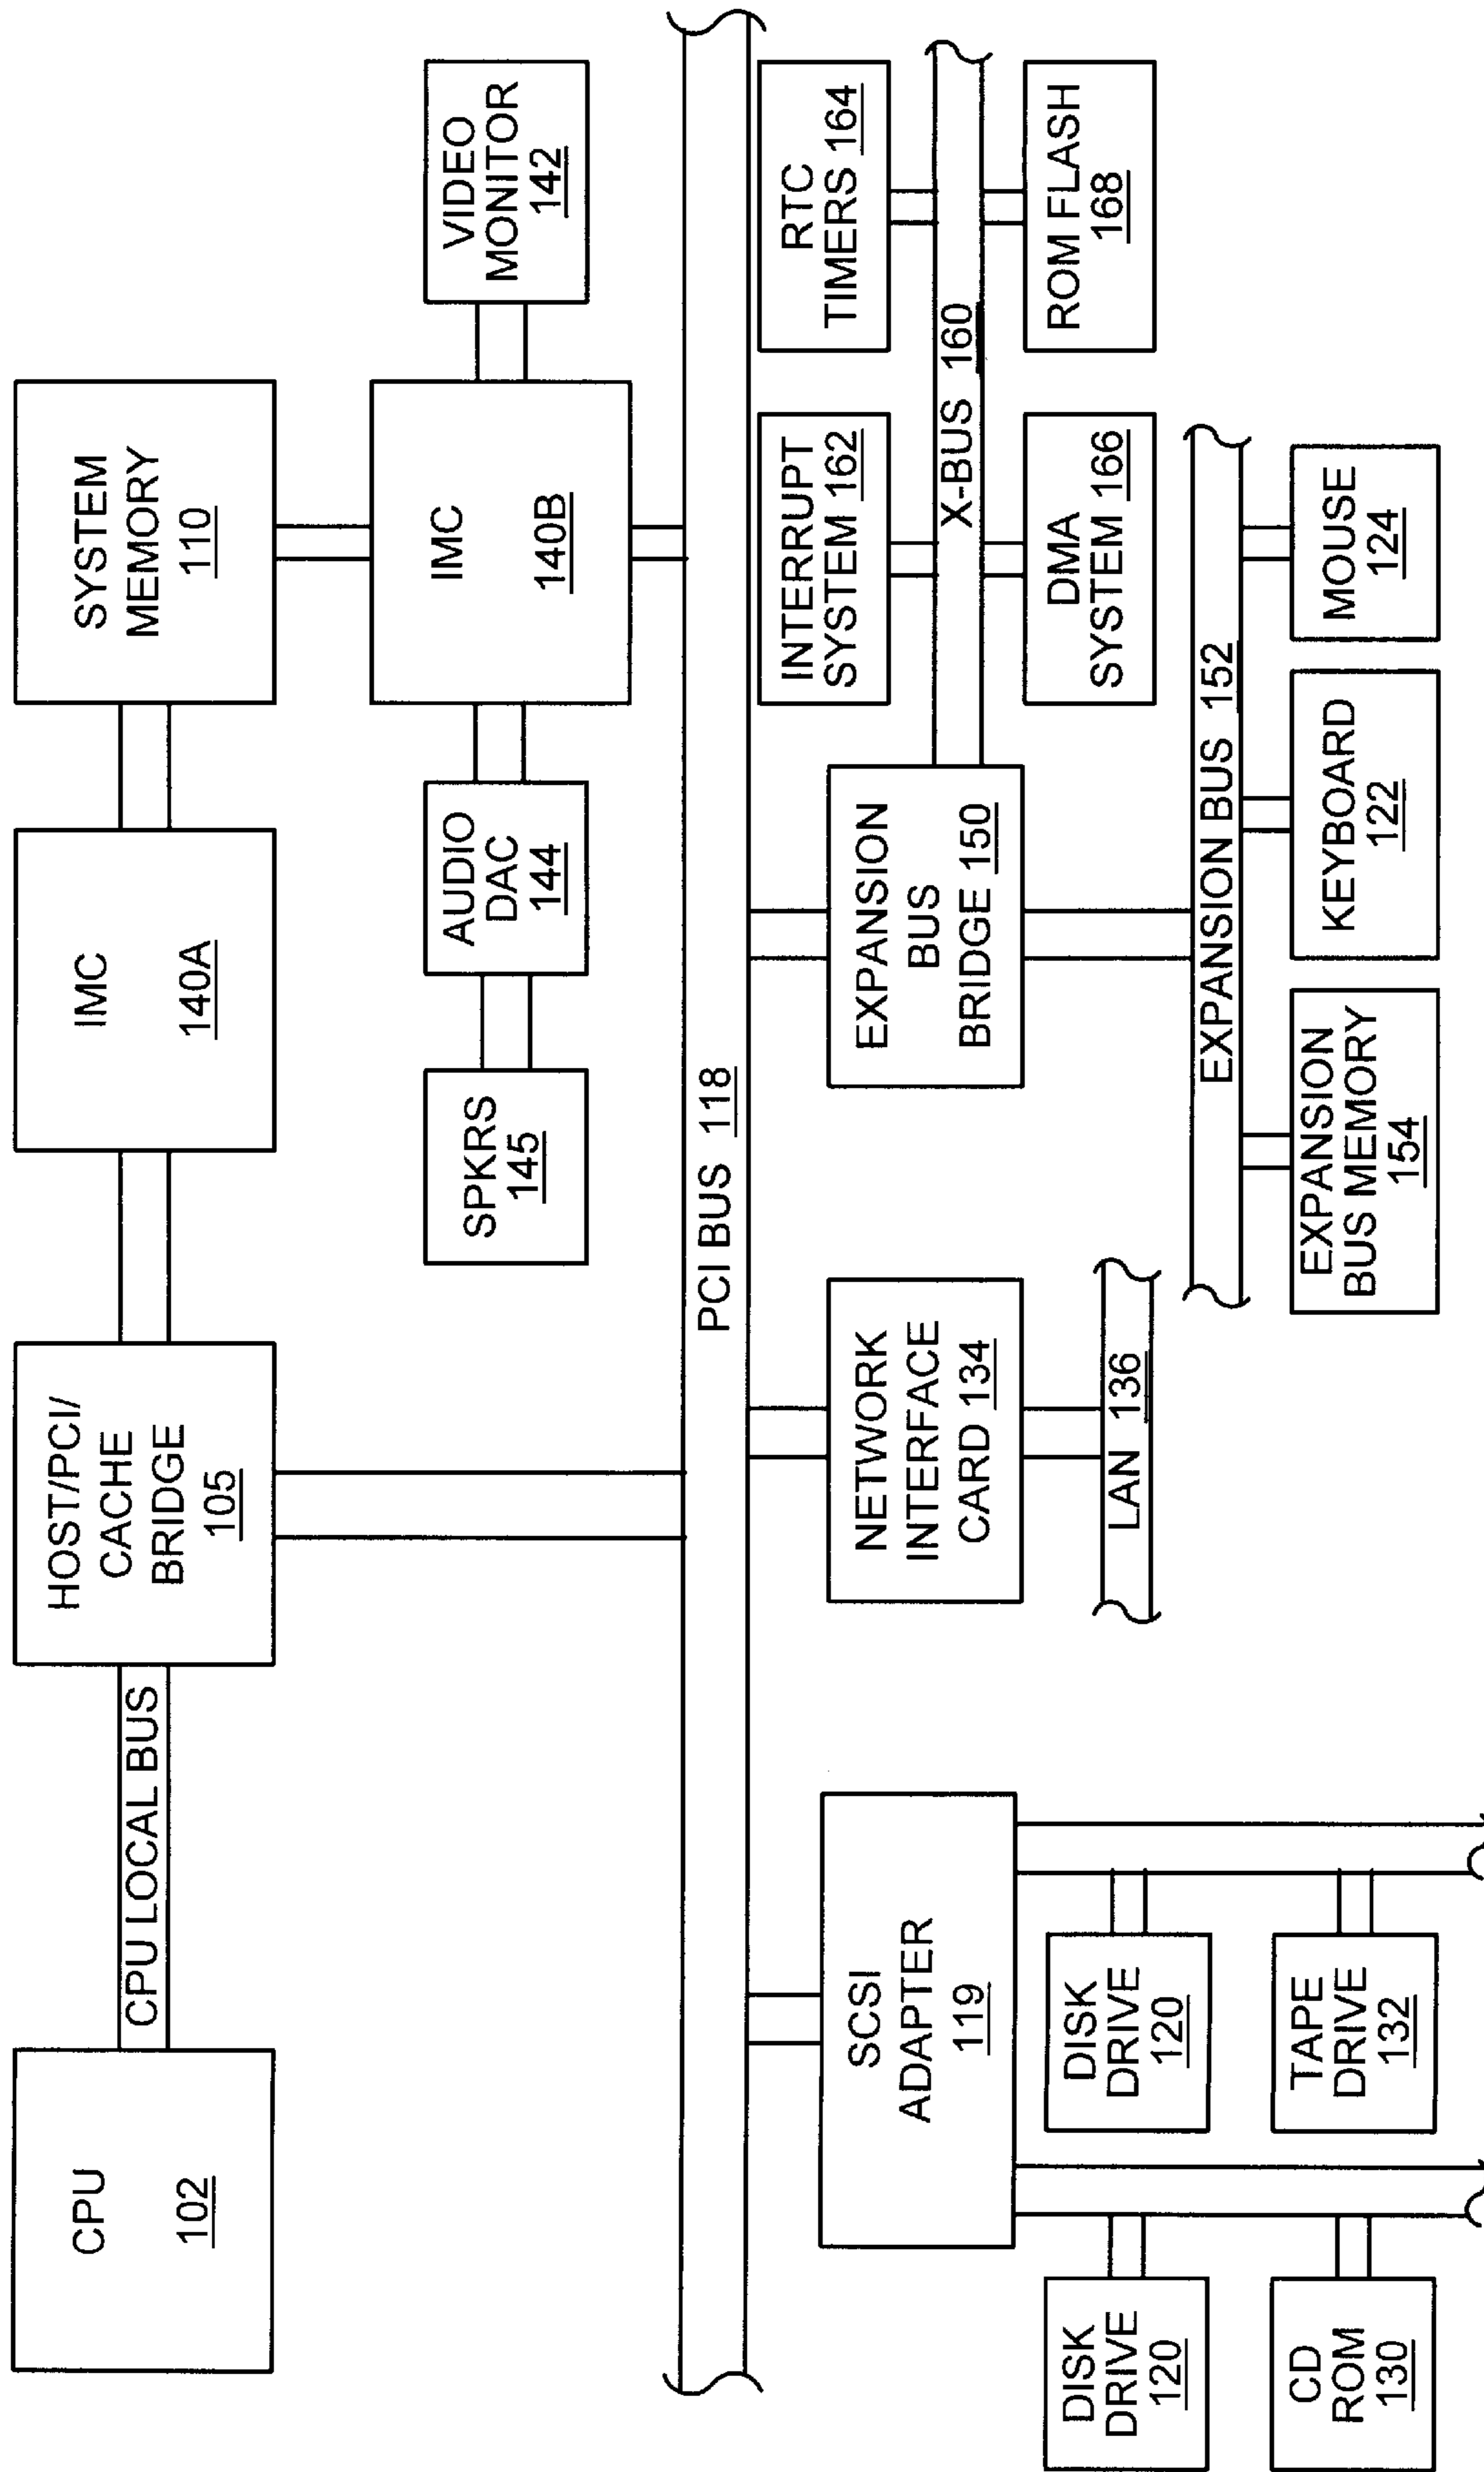 CPU
102
CPU LOCAL BUS
HOST/PCI/
CACHE
BRIDGE
105
IMC
140A
SYSTEM
MEMORY
110
SPKRS
145
AUDIO
DAC
144
IMC
140B
VIDEO
MONITOR
142
PCI BUS 118
SCSI
ADAPTER
119
DISK
DRIVE
120
DISK
DRIVE
120
CD
ROM
130
TAPE
DRIVE
132
NETWORK
INTERFACE
CARD 134
LAN 136
EXPANSION
BUS
BRIDGE 150
INTERRUPT
SYSTEM 162
RTC
TIMERS 164
X-BUS 160
DMA
SYSTEM 166
ROM FLASH
168
EXPANSION BUS 152
EXPANSION
BUS MEMORY
154
KEYBOARD
122
MOUSE
124